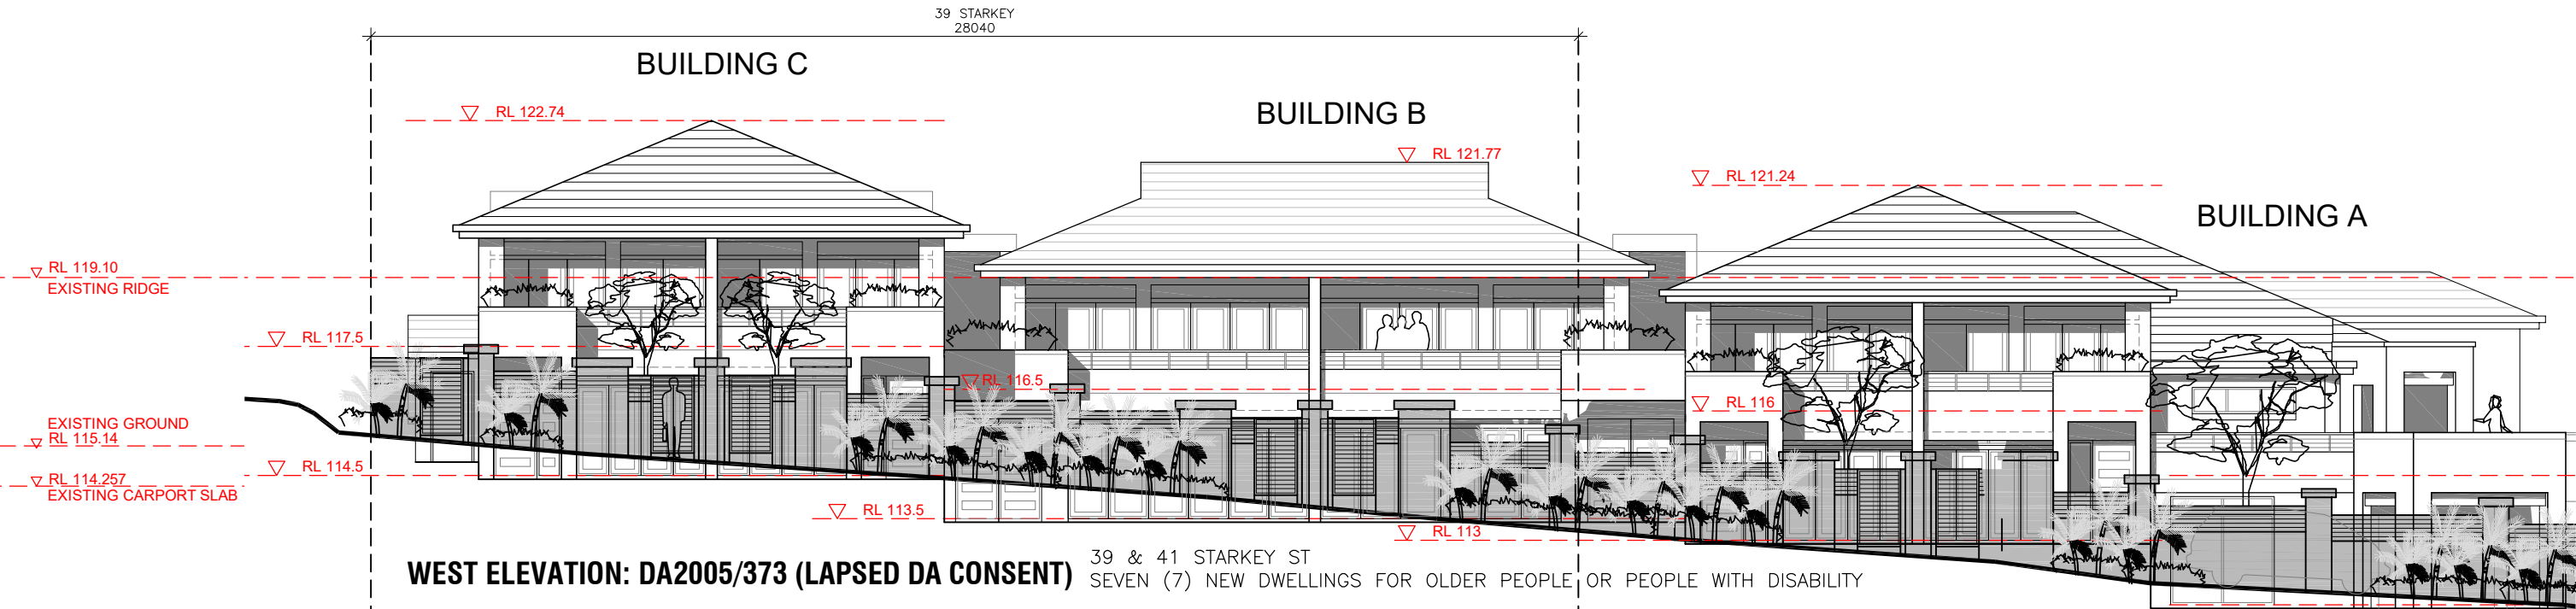 39 STARKEY
28040
BUILDING C
BUILDING B
BUILDING A
RL 122.74
RL 121.77
RL 121.24
RL 119.10
EXISTING RIDGE
RL 117.5
RL 116.5
RL 116
EXISTING GROUND
RL 115.14
RL 114.5
RL 114.257
EXISTING CARPORT SLAB
RL 113.5
RL 113
WEST ELEVATION: DA2005/373 (LAPSED DA CONSENT)
39 & 41 STARKEY ST
SEVEN (7) NEW DWELLINGS FOR OLDER PEOPLE OR PEOPLE WITH DISABILITY